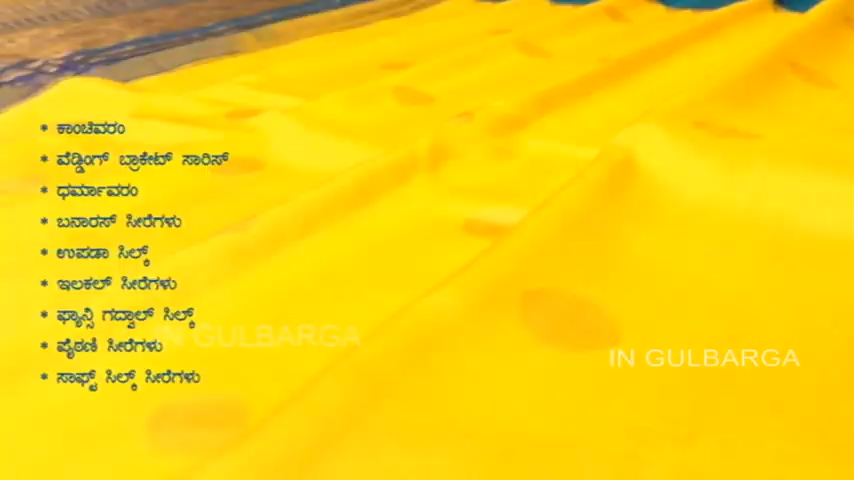 * ಕಾಂಚಿವರಂ
* ವೆಡ್ಡಿಂಗ್ ಬ್ರಾಕೇಟ್ ಸಾರಿಸ್
* ಧರ್ಮಾವರಂ
* ಬನಾರಸ್ ಸೀರೆಗಳು
* ಉಪಡಾ ಸಿಲ್ಕ್
* ಇಲಕಲ್ ಸೀರೆಗಳು
* ಫ್ಯಾನ್ಸಿ ಗದ್ವಾಲ್ ಸಿಲ್ಕ್
* ಪೈಠಣಿ ಸೀರೆಗಳು
* ಸಾಫ್ಟ್ ಸಿಲ್ಕ್ ಸೀರೆಗಳು
IN GULBARGA
IN GULBARGA